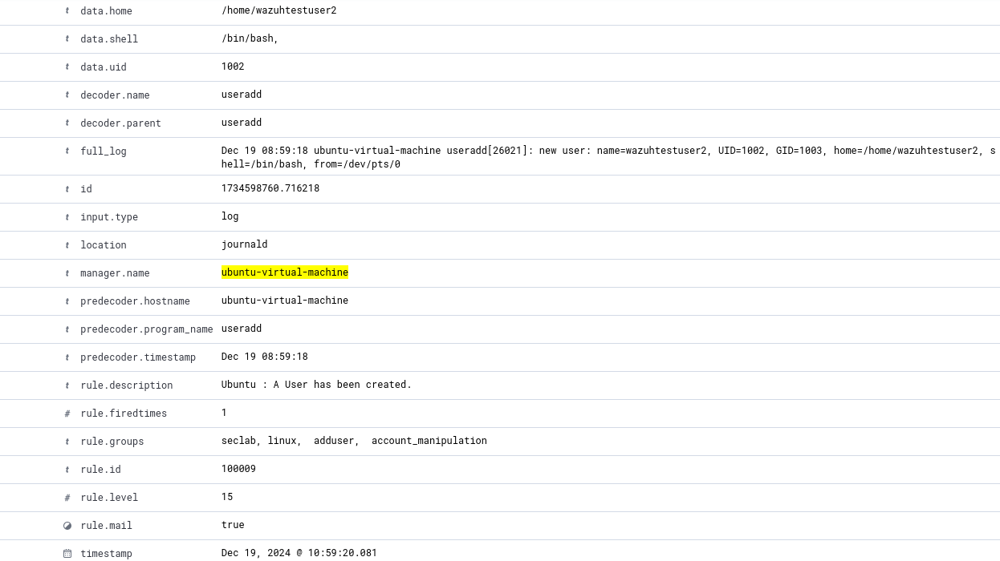 t data.home /home/wazuhtestuser2
t data.shell /bin/bash,
t data.uid 1002
t decoder.name useradd
t decoder.parent useradd
t full_log Dec 19 08:59:18 ubuntu-virtual-machine useradd[26021]: new user: name=wazuhtestuser2, UID=1002, GID=1003, home=/home/wazuhtestuser2, s
hell=/bin/bash, from=/dev/pts/0
t id 1734598760.716218
t input.type log
t location journald
t manager.name ubuntu-virtual-machine
t predecoder.hostname ubuntu-virtual-machine
t predecoder.program_name useradd
t predecoder.timestamp Dec 19 08:59:18
t rule.description Ubuntu : A User has been created.
# rule.firedtimes 1
t rule.groups seclab, linux,  adduser,  account_manipulation
t rule.id 100009
# rule.level 15
rule.mail true
timestamp Dec 19, 2024 @ 10:59:20.081